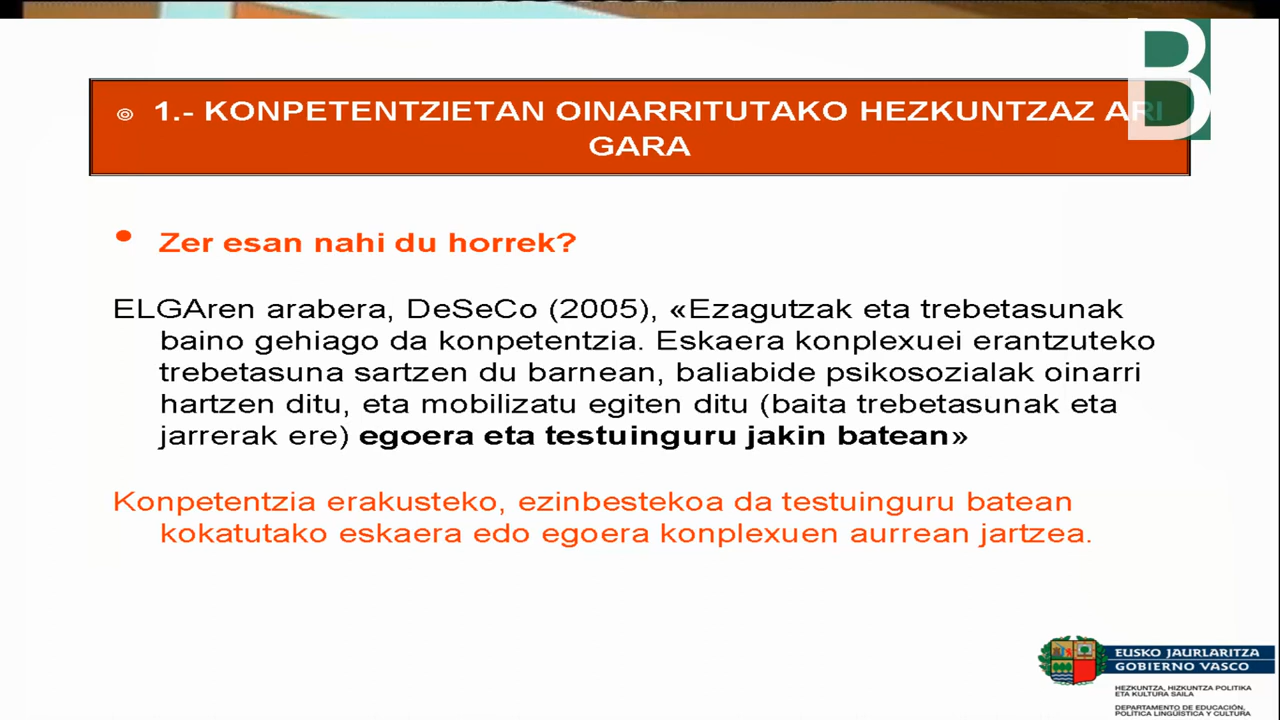 B
1.- KONPETENTZIETAN OINARRITUTAKO HEZKUNTZAZ ARI
GARA
Zer esan nahi du horrek?
ELGAren arabera, DeSeCo (2005), «Ezagutzak eta trebetasunak
baino gehiago da konpetentzia. Eskaera konplexuei erantzuteko
trebetasuna sartzen du barnean, baliabide psikosozialak oinarri
hartzen ditu, eta mobilizatu egiten ditu (baita trebetasunak eta
jarrerak ere) egoera eta testuinguru jakin batean»
Konpetentzia erakusteko, ezinbestekoa da testuinguru batean
kokatutako eskaera edo egoera konplexuen aurrean jartzea.
EUSKO JAURLARITZA
GOBIERNO VASCO
HEZKUNTZA, HIZKUNTZA POLITIKA
ETA KULTURA SAILA
DEPARTAMENTO DE EDUCACIÓN,
POLÍTICA LINGÜÍSTICA Y CULTURA